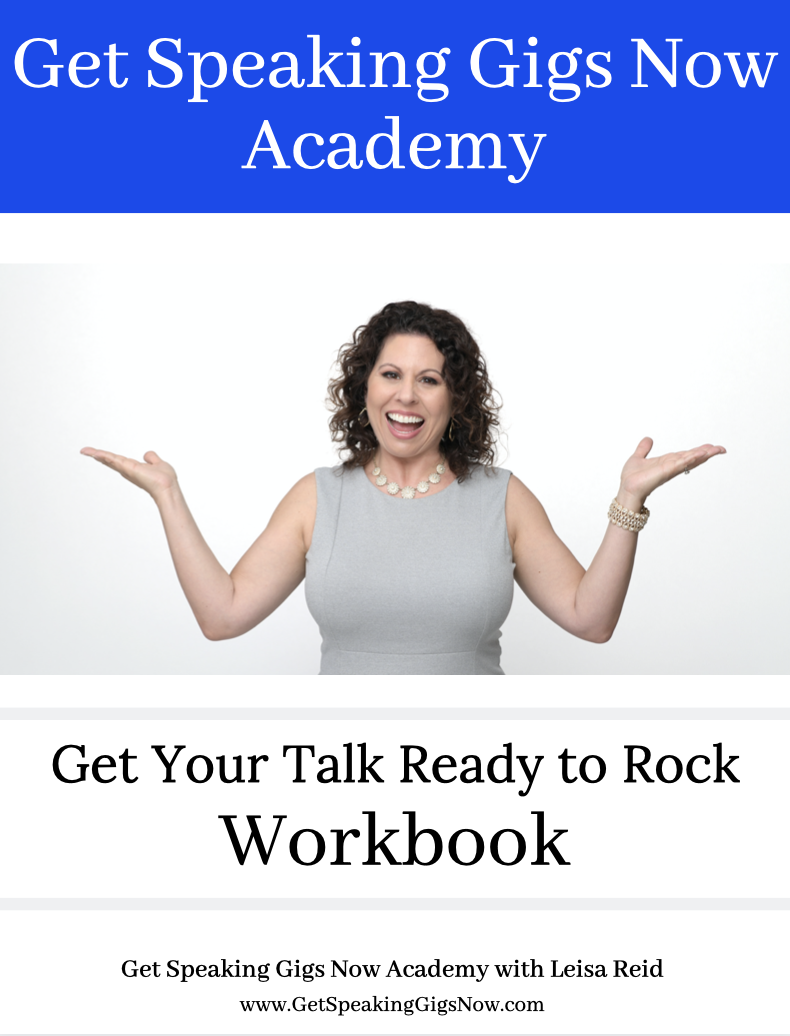 Get Speaking Gigs Now
Academy
Get Your Talk Ready to Rock
Workbook
Get Speaking Gigs Now Academy with Leisa Reid
www.GetSpeakingGigsNow.com